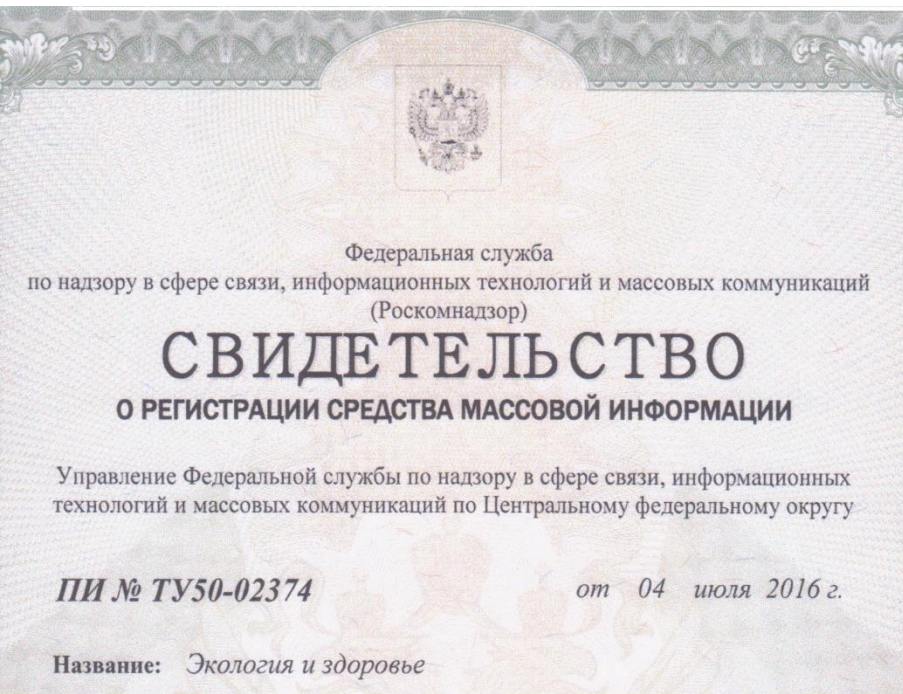 Федеральная служба
по надзору в сфере связи, информационных технологий и массовых коммуникаций
(Роскомнадзор)
СВИДЕТЕЛЬСТВО
О РЕГИСТРАЦИИ СРЕДСТВА МАССОВОЙ ИНФОРМАЦИИ
Управление Федеральной службы по надзору в сфере связи, информационных
технологий и массовых коммуникаций по Центральному федеральному округу
ПИ № ТУ50-02374 от 04 июля 2016 г.
Название: Экология и здоровье